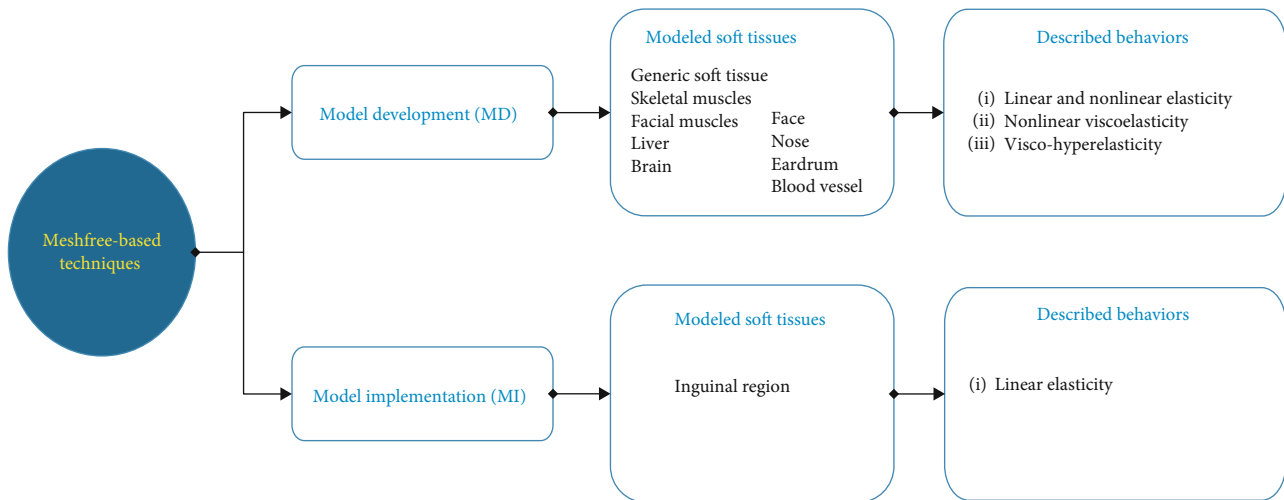 Meshfree-based
techniques
Model development (MD)
Modeled soft tissues
Generic soft tissue
Skeletal muscles
Facial muscles
Liver
Brain
Face
Nose
Eardrum
Blood vessel
Described behaviors
(i) Linear and nonlinear elasticity
(ii) Nonlinear viscoelasticity
(iii) Visco-hyperelasticity
Model implementation (MI)
Modeled soft tissues
Inguinal region
Described behaviors
(i) Linear elasticity